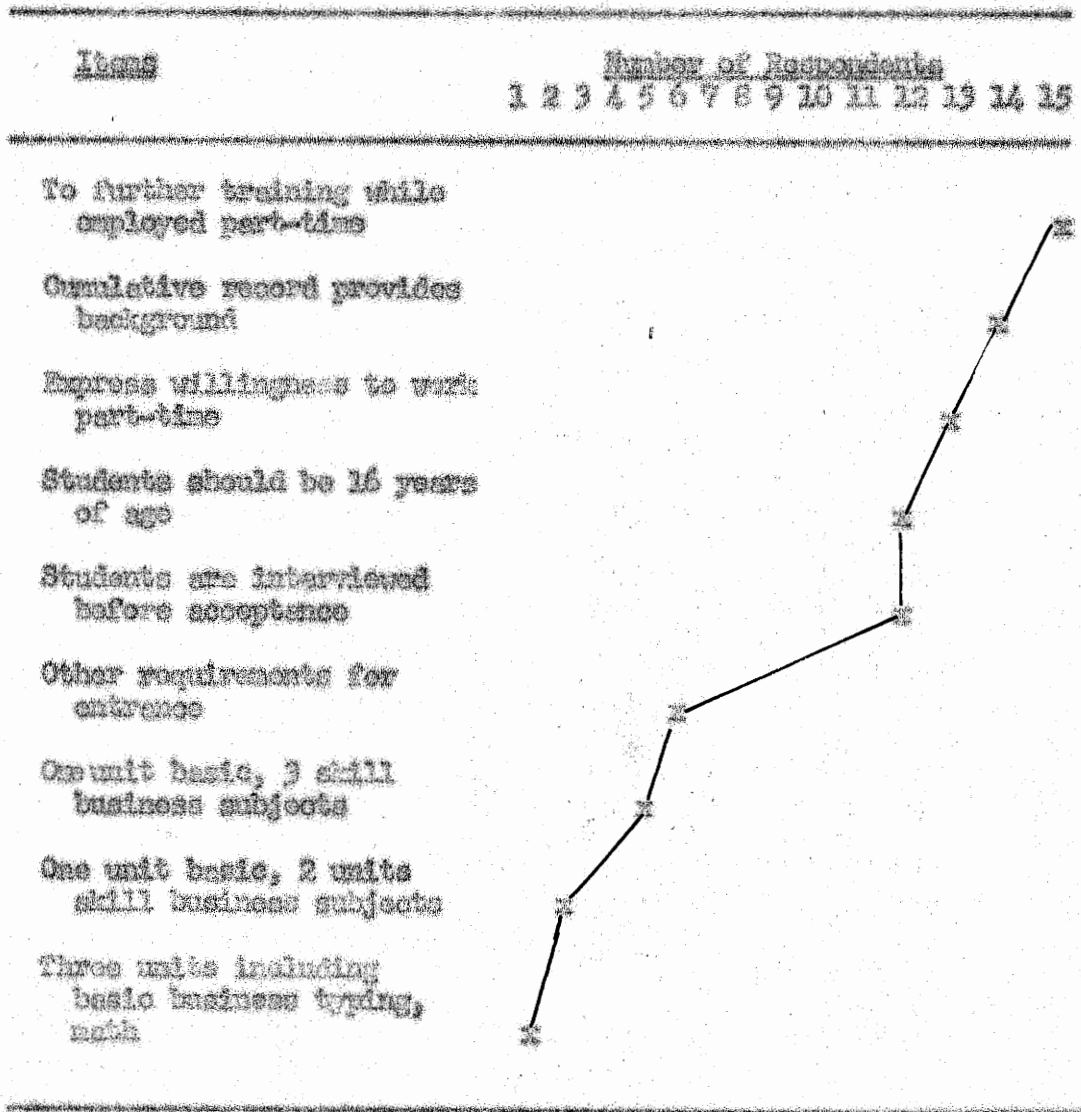 Items
Number of Respondents
1 2 3 4 5 6 7 8 9 10 11 12 13 14 15
To further training while
employed part-time
x
Cumulative record provides
background
x
Express willingness to work
part-time
x
Students should be 16 years
of age
x
Students are interviewed
before acceptance
x
Other requirements for
entrance
x
One unit basic, 3 skill
business subjects
x
One unit basic, 2 units
skill business subjects
x
Three units including
basic business typing,
math
x